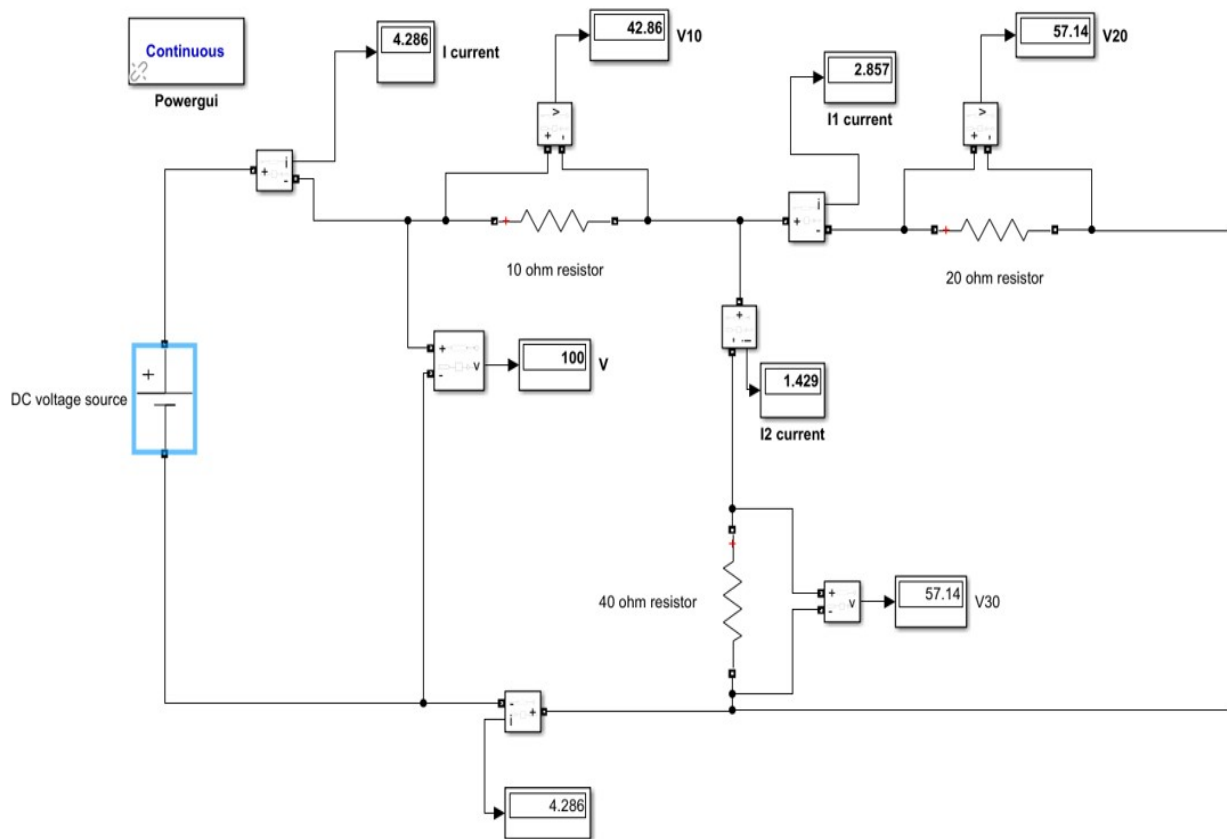 Continuous
Powergui
4.286
I current
42.86
V10
2.857
I1 current
57.14
V20
i
+
-
v
+ -
i
+
-
v
+ -
10 ohm resistor
20 ohm resistor
DC voltage source
+
+
-
v
100
V
+
- i
1.429
I2 current
40 ohm resistor
+
-
v
57.14
V30
-
i
+
4.286